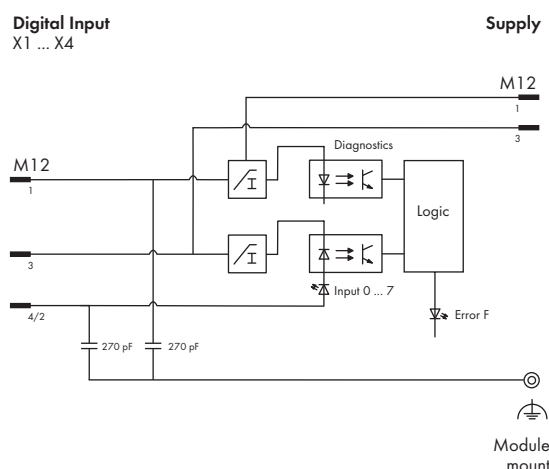 Digital Input
X1 ... X4
Supply
M12
1
3
Diagnostics
M12
1
Logic
3
Input 0 ... 7
4/2
Error F
270 pF
270 pF
Module
mount